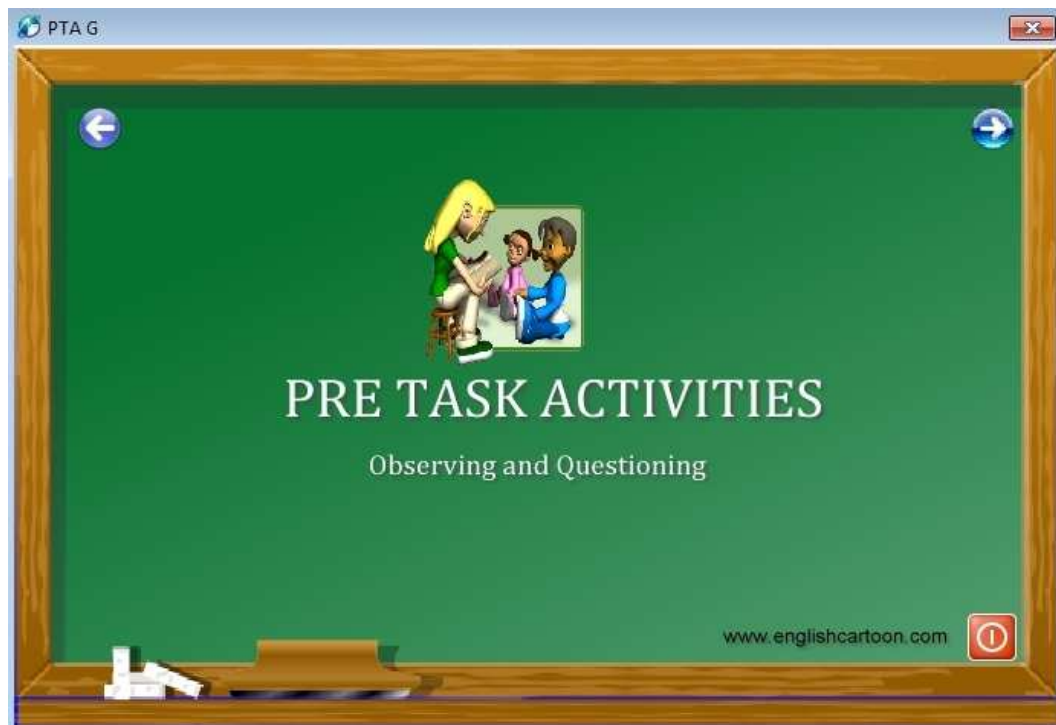 PTA G
PRE TASK ACTIVITIES
Observing and Questioning
www.englishcartoon.com